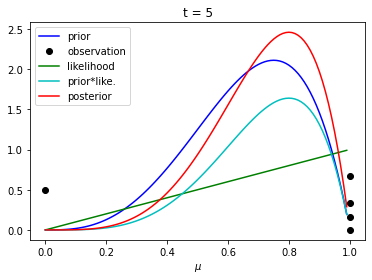 t = 5
prior
observation
likelihood
prior*like.
posterior
2.5
2.0
1.5
1.0
0.5
0.0
0.0
0.2
0.4
0.6
0.8
1.0
μ